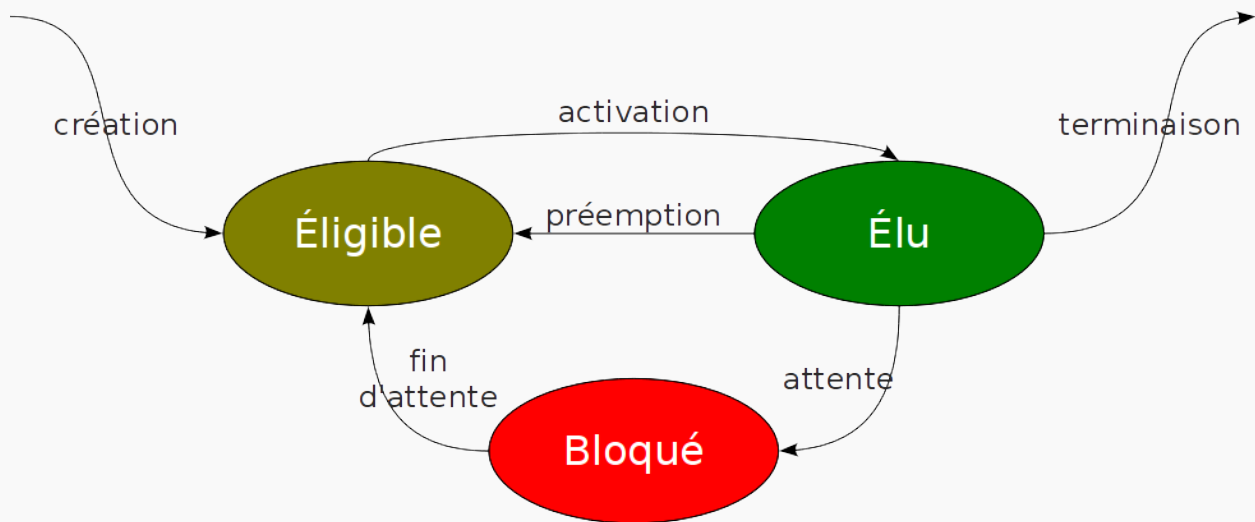 activation
création
terminaison
préemption
Éligible
Élu
fin
d'attente
attente
Bloqué